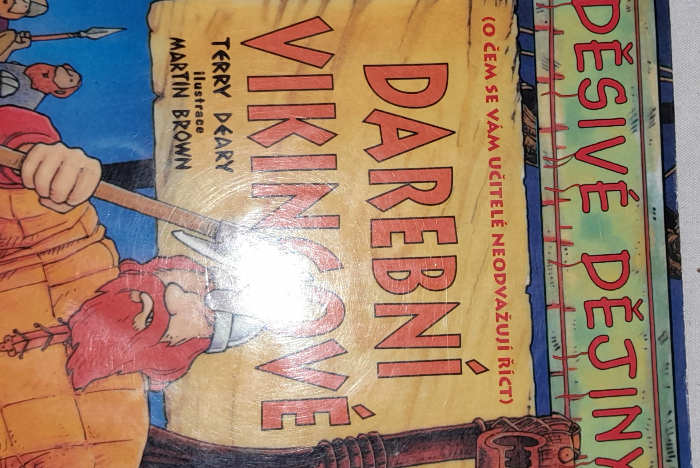 DĚSIVÉ DĚJINY
(O ČEM SE VÁM UČITELÉ NEODVAŽUJÍ ŘÍCT)
DAREBNÍ
VIKINGOVÉ
TERRY DEARY
ilustrace
MARTIN BROWN